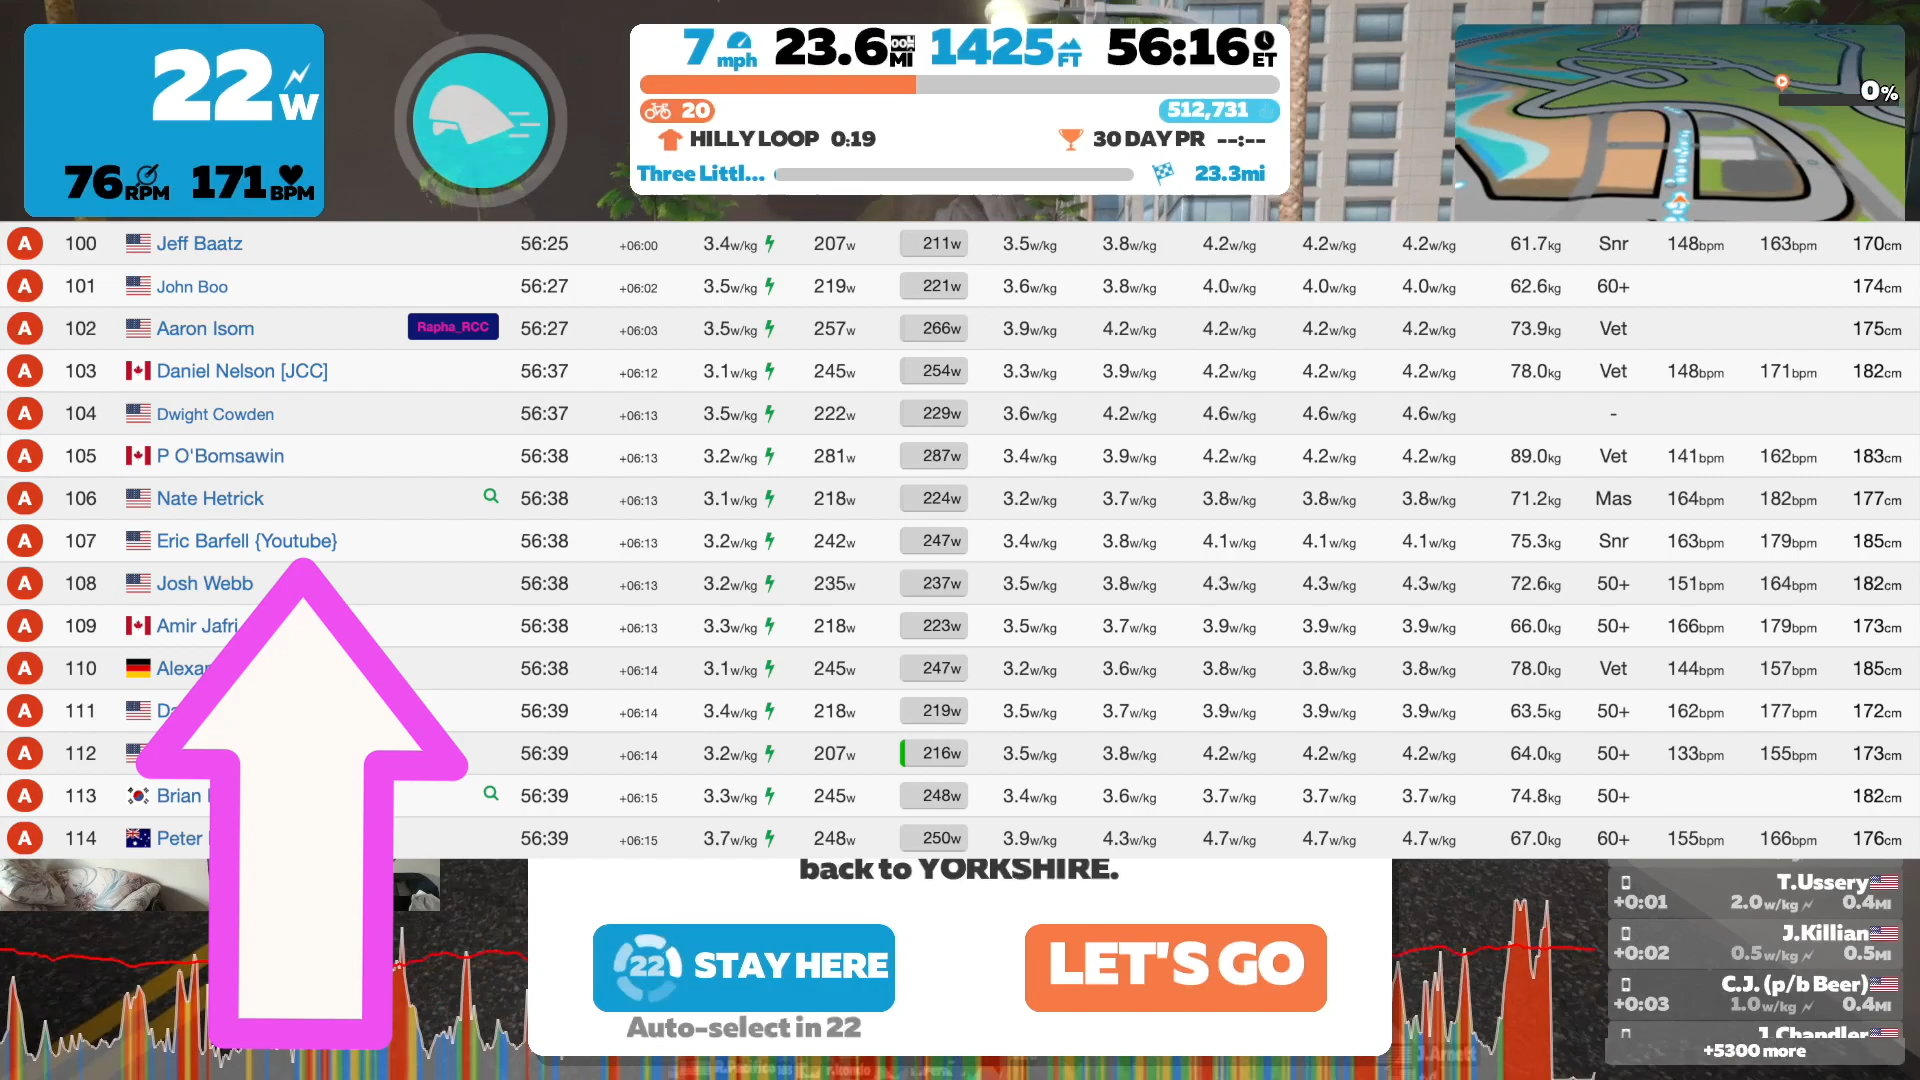 22W
76RPM 171BPM
7mph 23.6MI 1425FT 56:16ET
20 512,731
HILLY LOOP 0:19 30 DAY PR --:--
Three Littl... 23.3mi
0%
A 100 Jeff Baatz 56:25 +06:00 3.4w/kg 207w 211w 3.5w/kg 3.8w/kg 4.2w/kg 4.2w/kg 4.2w/kg 61.7kg Snr 148bpm 163bpm 170cm
A 101 John Boo 56:27 +06:02 3.5w/kg 219w 221w 3.6w/kg 3.8w/kg 4.0w/kg 4.0w/kg 4.0w/kg 62.6kg 60+ 174cm
A 102 Aaron Isom Rapha_RCC 56:27 +06:03 3.5w/kg 257w 266w 3.9w/kg 4.2w/kg 4.2w/kg 4.2w/kg 4.2w/kg 73.9kg Vet 175cm
A 103 Daniel Nelson [JCC] 56:37 +06:12 3.1w/kg 245w 254w 3.3w/kg 3.9w/kg 4.2w/kg 4.2w/kg 4.2w/kg 78.0kg Vet 148bpm 171bpm 182cm
A 104 Dwight Cowden 56:37 +06:13 3.5w/kg 222w 229w 3.6w/kg 4.2w/kg 4.6w/kg 4.6w/kg 4.6w/kg -
A 105 P O'Bomsawin 56:38 +06:13 3.2w/kg 281w 287w 3.4w/kg 3.9w/kg 4.2w/kg 4.2w/kg 4.2w/kg 89.0kg Vet 141bpm 162bpm 183cm
A 106 Nate Hetrick 56:38 +06:13 3.1w/kg 218w 224w 3.2w/kg 3.7w/kg 3.8w/kg 3.8w/kg 3.8w/kg 71.2kg Mas 164bpm 182bpm 177cm
A 107 Eric Barfell {Youtube} 56:38 +06:13 3.2w/kg 242w 247w 3.4w/kg 3.8w/kg 4.1w/kg 4.1w/kg 4.1w/kg 75.3kg Snr 163bpm 179bpm 185cm
A 108 Josh Webb 56:38 +06:13 3.2w/kg 235w 237w 3.5w/kg 3.8w/kg 4.3w/kg 4.3w/kg 4.3w/kg 72.6kg 50+ 151bpm 164bpm 182cm
A 109 Amir Jafri 56:38 +06:13 3.3w/kg 218w 223w 3.5w/kg 3.7w/kg 3.9w/kg 3.9w/kg 3.9w/kg 66.0kg 50+ 166bpm 179bpm 173cm
A 110 Alexa 56:38 +06:14 3.1w/kg 245w 247w 3.2w/kg 3.6w/kg 3.8w/kg 3.8w/kg 3.8w/kg 78.0kg Vet 144bpm 157bpm 185cm
A 111 56:39 +06:14 3.4w/kg 218w 219w 3.5w/kg 3.7w/kg 3.9w/kg 3.9w/kg 3.9w/kg 63.5kg 50+ 162bpm 177bpm 172cm
A 112 56:39 +06:14 3.2w/kg 207w 216w 3.5w/kg 3.8w/kg 4.2w/kg 4.2w/kg 4.2w/kg 64.0kg 50+ 133bpm 155bpm 173cm
A 113 Brian 56:39 +06:15 3.3w/kg 245w 248w 3.4w/kg 3.6w/kg 3.7w/kg 3.7w/kg 3.7w/kg 74.8kg 50+ 182cm
A 114 Peter 56:39 +06:15 3.7w/kg 248w 250w 3.9w/kg 4.3w/kg 4.7w/kg 4.7w/kg 4.7w/kg 67.0kg 60+ 155bpm 166bpm 176cm
back to YORKSHIRE.
22 STAY HERE
LET'S GO
Auto-select in 22
T.Ussery
+0:01 2.0w/kg 0.4MI
J.Killian
+0:02 0.5w/kg 0.5MI
C.J. (p/b Beer)
+0:03 1.0w/kg 0.4MI
J.Chandler
+5300 more